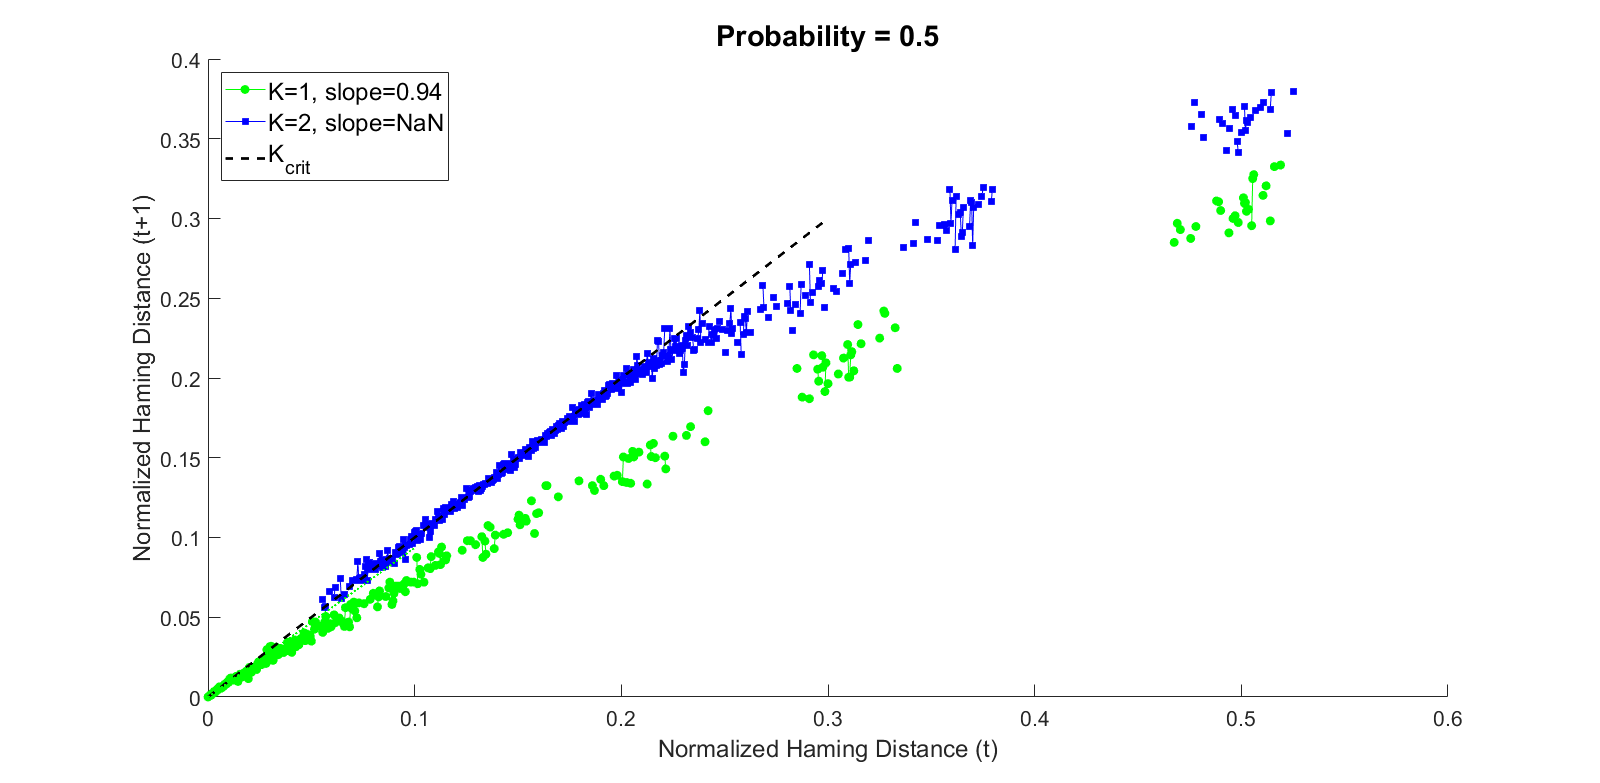 Probability = 0.5
K=1, slope=0.94
K=2, slope=NaN
K_crit
Normalized Haming Distance (t+1)
0.4
0.35
0.3
0.25
0.2
0.15
0.1
0.05
0
0
0.1
0.2
0.3
0.4
0.5
0.6
Normalized Haming Distance (t)